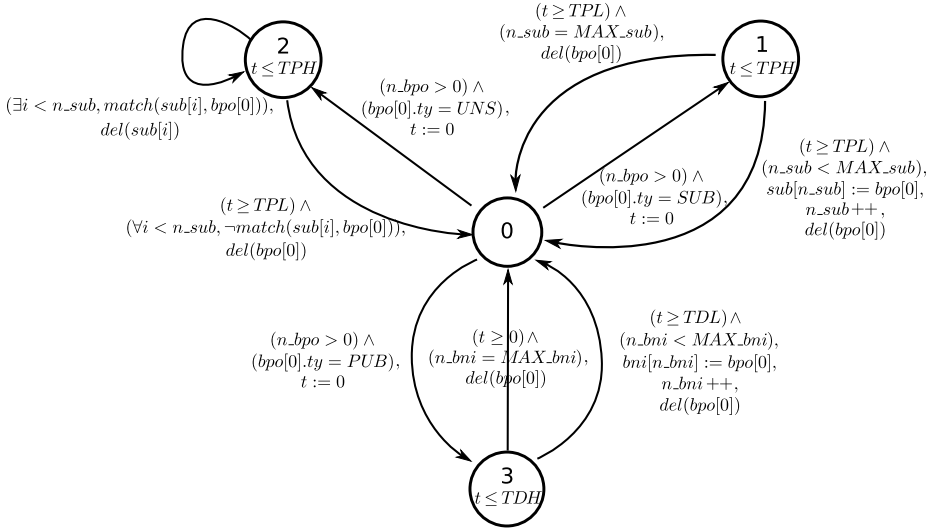 (t ≥ TPL) ∧
(n_sub = MAX_sub),
del(bpo[0])
2
t ≤ TPH
1
t ≤ TPH
(∃i < n_sub, match(sub[i], bpo[0])),
del(sub[i])
(n_bpo > 0) ∧
(bpo[0].ty = UNS),
t := 0
(t ≥ TPL) ∧
(n_sub < MAX_sub),
sub[n_sub] := bpo[0],
n_sub ++,
del(bpo[0])
(n_bpo > 0) ∧
(bpo[0].ty = SUB),
t := 0
(t ≥ TPL) ∧
(∀i < n_sub, ¬match(sub[i], bpo[0])),
del(bpo[0])
0
(n_bpo > 0) ∧
(bpo[0].ty = PUB),
t := 0
(t ≥ 0) ∧
(n_bni = MAX_bni),
del(bpo[0])
(t ≥ TDL) ∧
(n_bni < MAX_bni),
bni[n_bni] := bpo[0],
n_bni ++,
del(bpo[0])
3
t ≤ TDH